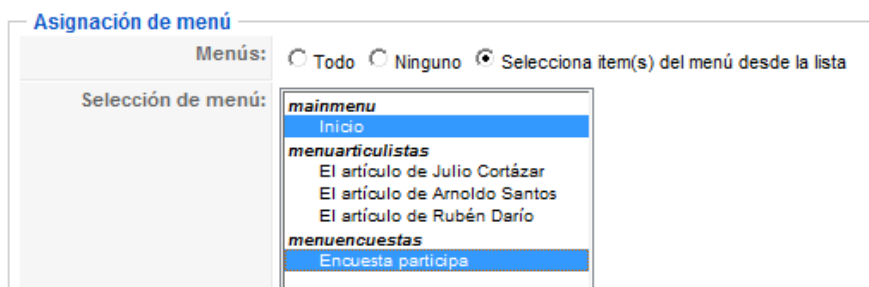 Asignación de menú
Menús: Todo Ninguno Selecciona item(s) del menú desde la lista
Selección de menú:
mainmenu
Inicio
menuarticulistas
El artículo de Julio Cortázar
El artículo de Arnoldo Santos
El artículo de Rubén Darío
menuencuestas
Encuesta participa